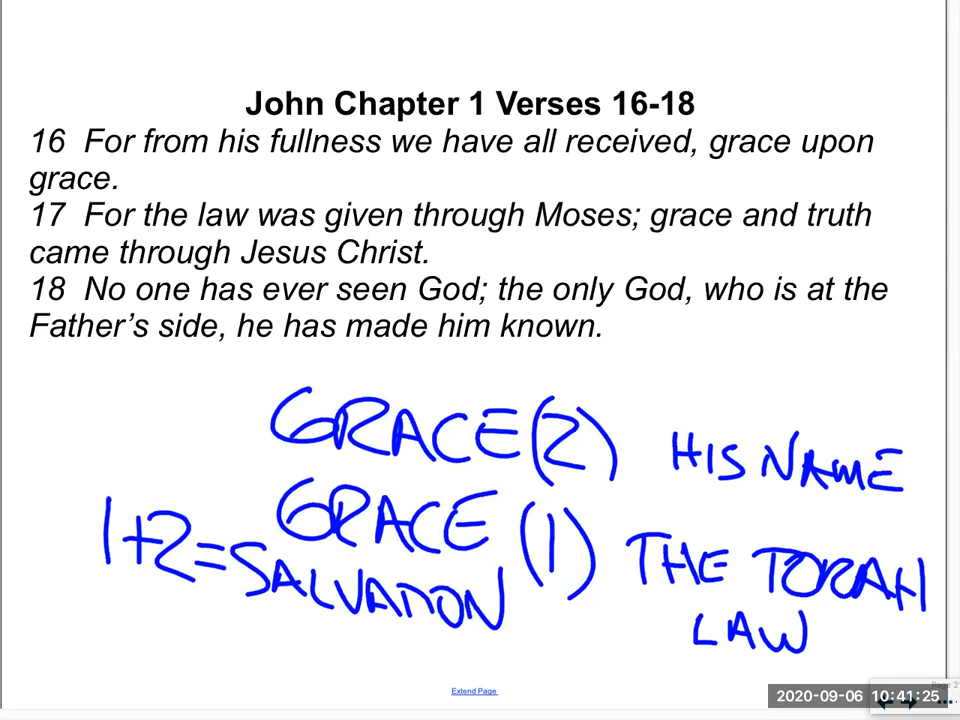 John Chapter 1 Verses 16-18
16 For from his fullness we have all received, grace upon
grace.
17 For the law was given through Moses; grace and truth
came through Jesus Christ.
18 No one has ever seen God; the only God, who is at the
Father’s side, he has made him known.
GRACE (2) HIS NAME
GRACE (1) THE TORAH
LAW
1+2=SALVATION
Extend Page
2020-09-06 10:41:25